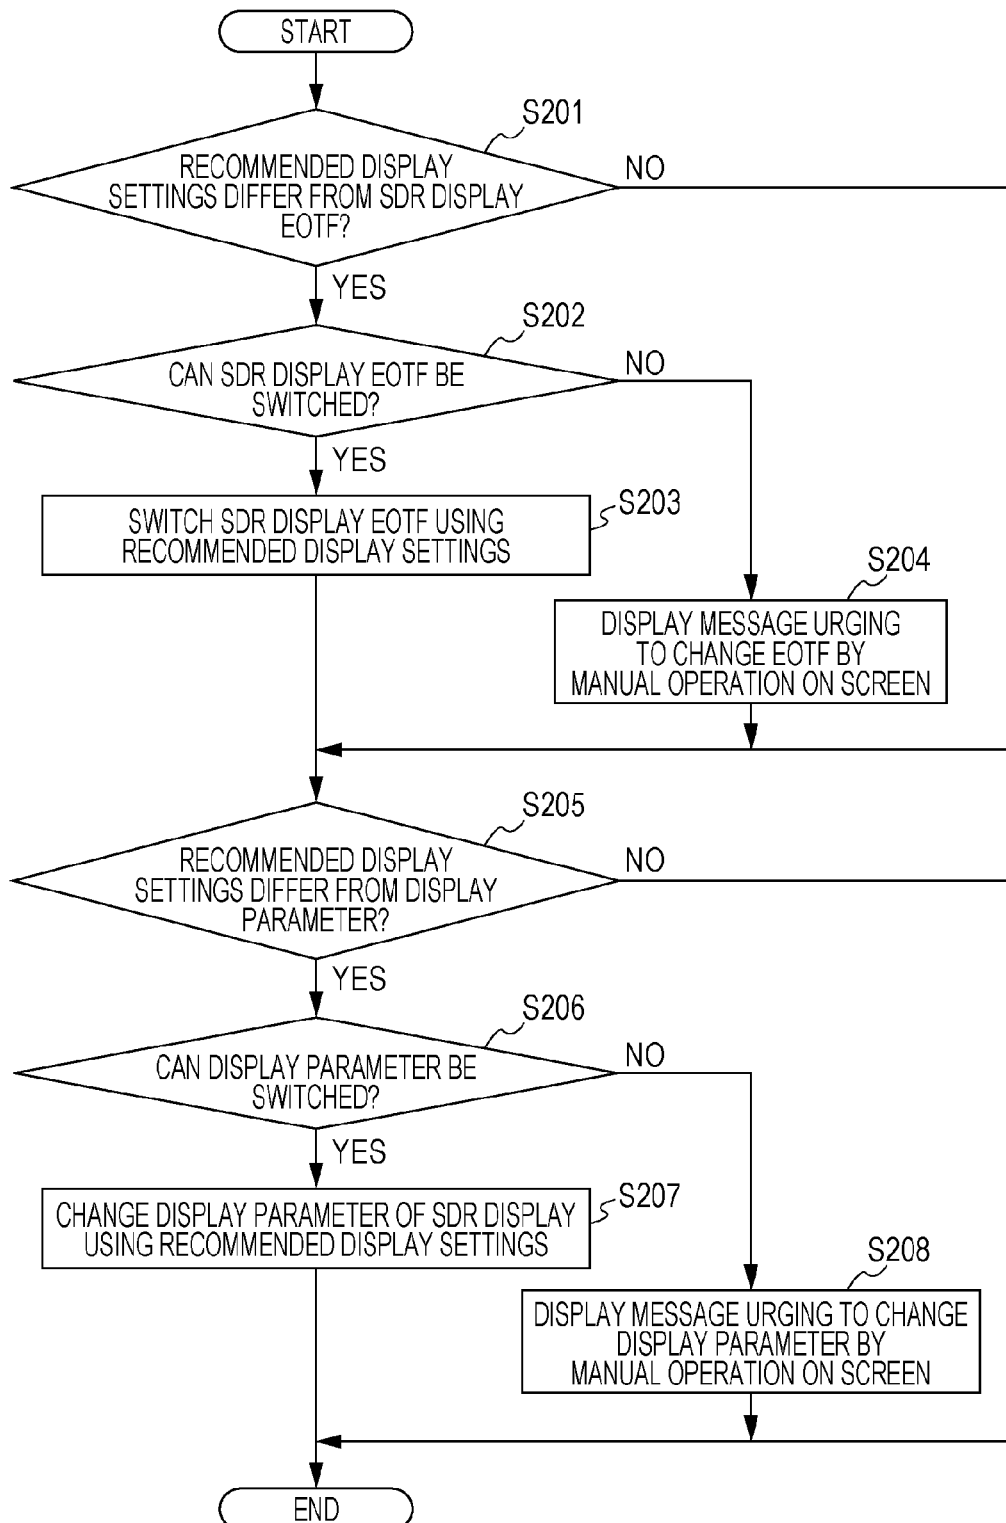 START
S201
RECOMMENDED DISPLAY
SETTINGS DIFFER FROM SDR DISPLAY
EOTF?
NO
YES
S202
CAN SDR DISPLAY EOTF BE
SWITCHED?
NO
YES
S203
SWITCH SDR DISPLAY EOTF USING
RECOMMENDED DISPLAY SETTINGS
S204
DISPLAY MESSAGE URGING
TO CHANGE EOTF BY
MANUAL OPERATION ON SCREEN
S205
RECOMMENDED DISPLAY
SETTINGS DIFFER FROM DISPLAY
PARAMETER?
NO
YES
S206
CAN DISPLAY PARAMETER BE
SWITCHED?
NO
YES
S207
CHANGE DISPLAY PARAMETER OF SDR DISPLAY
USING RECOMMENDED DISPLAY SETTINGS
S208
DISPLAY MESSAGE URGING TO CHANGE
DISPLAY PARAMETER BY
MANUAL OPERATION ON SCREEN
END